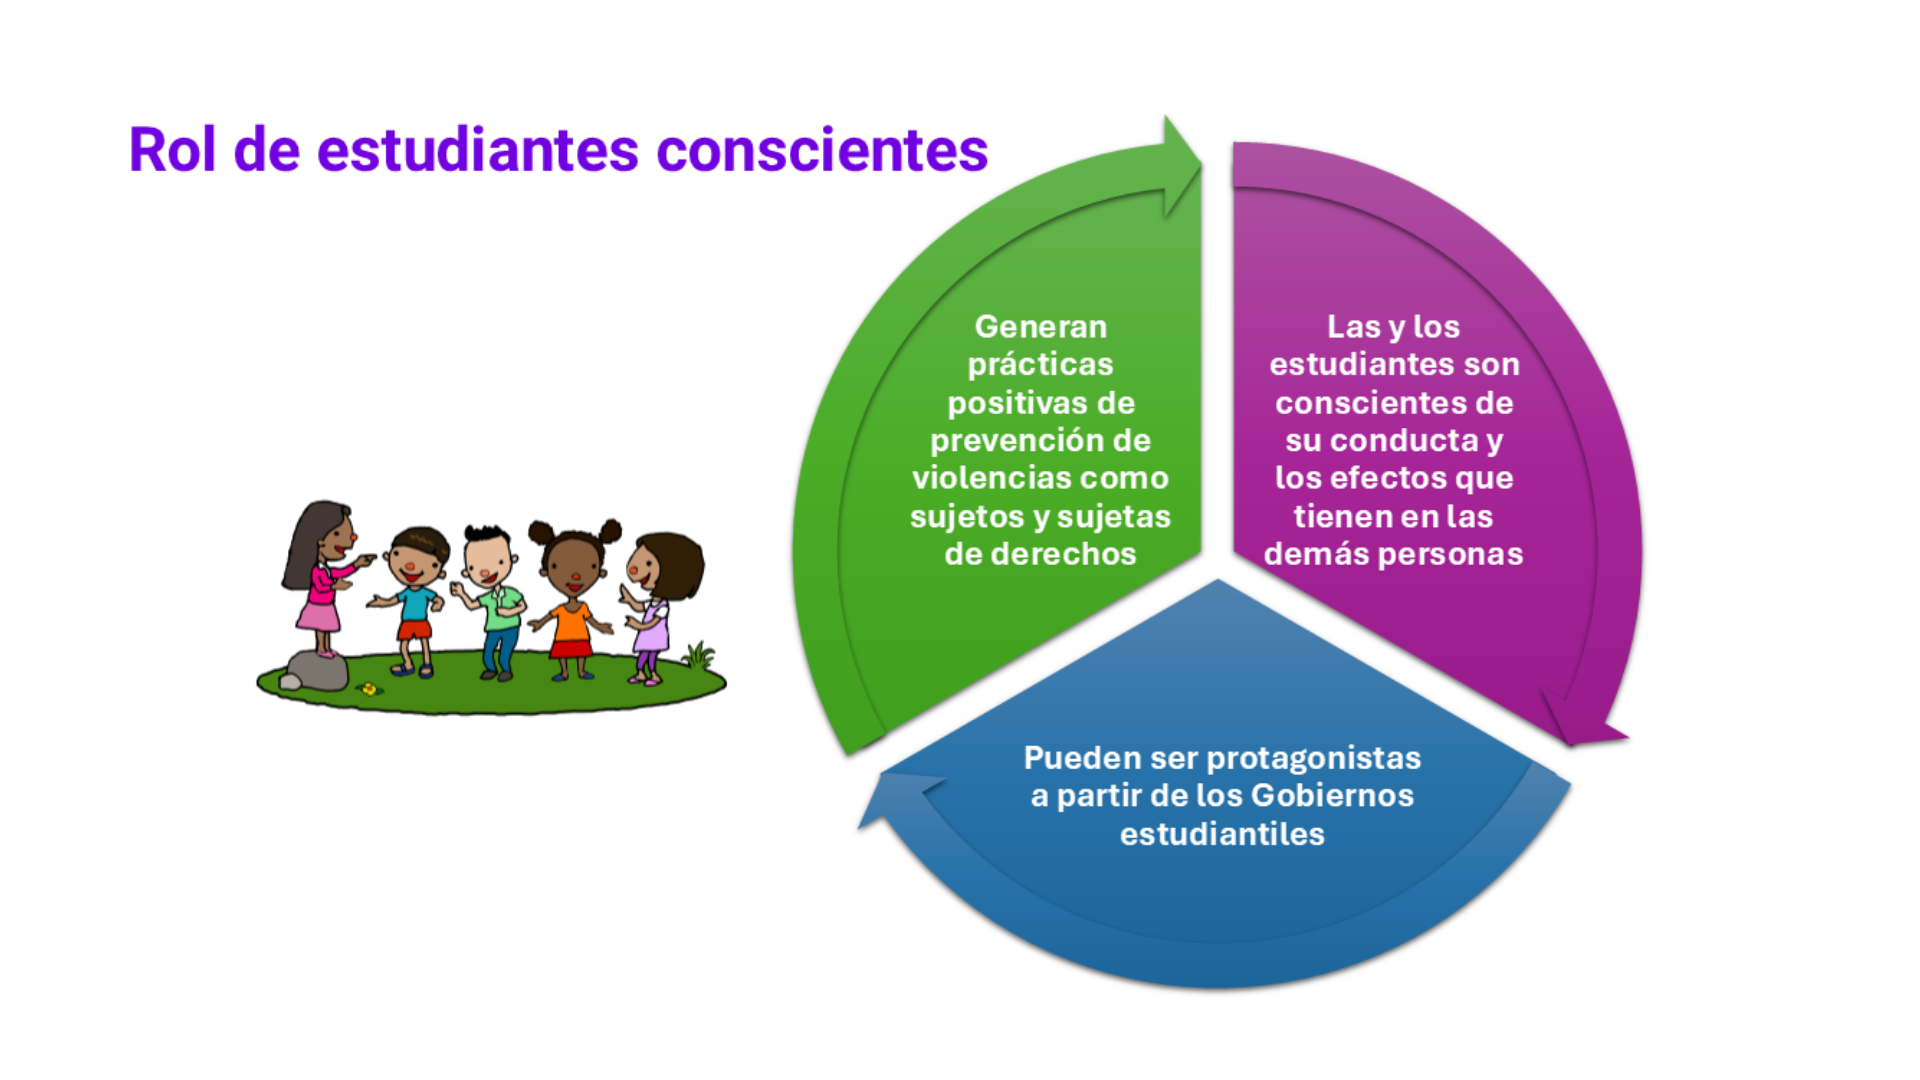 Rol de estudiantes conscientes
Generan
prácticas
positivas de
prevención de
violencias como
sujetos y sujetas
de derechos
Las y los
estudiantes son
conscientes de
su conducta y
los efectos que
tienen en las
demás personas
Pueden ser protagonistas
a partir de los Gobiernos
estudiantiles